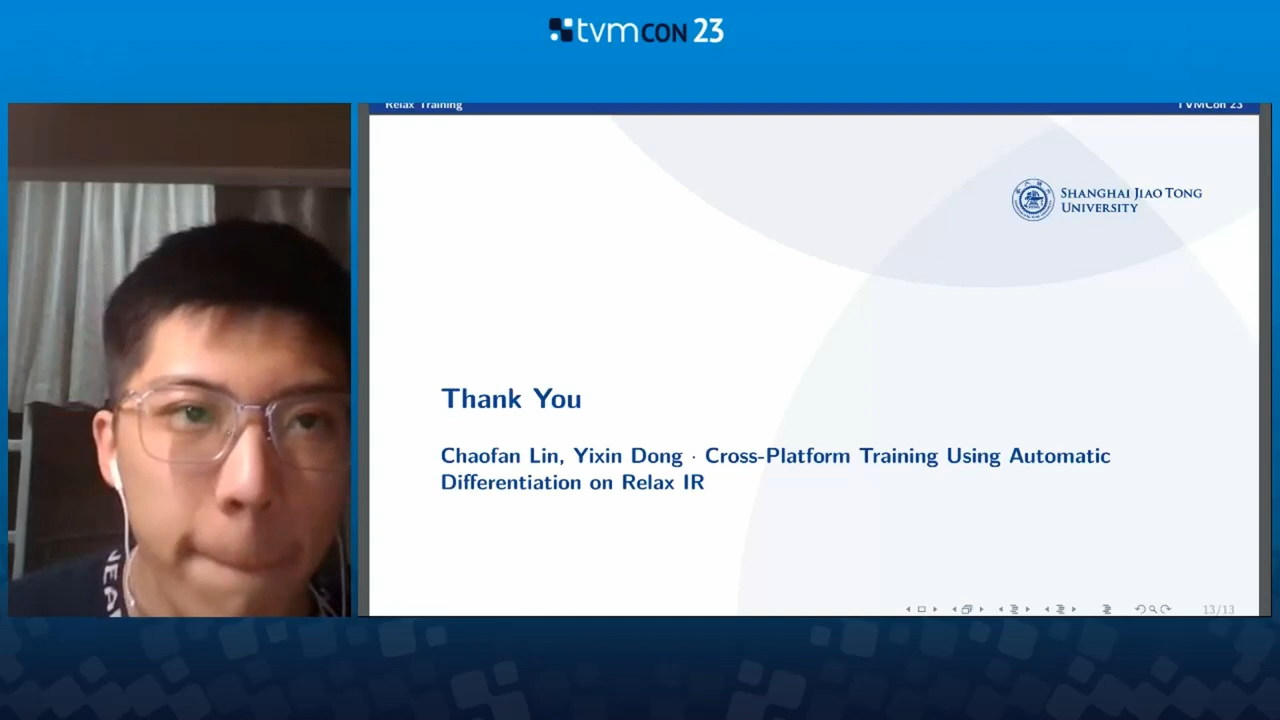 tvmcon 23
Relax Training
TVMCon 23
SHANGHAI JIAO TONG
UNIVERSITY
Thank You
Chaofan Lin, Yixin Dong · Cross-Platform Training Using Automatic
Differentiation on Relax IR
NEA
13/13